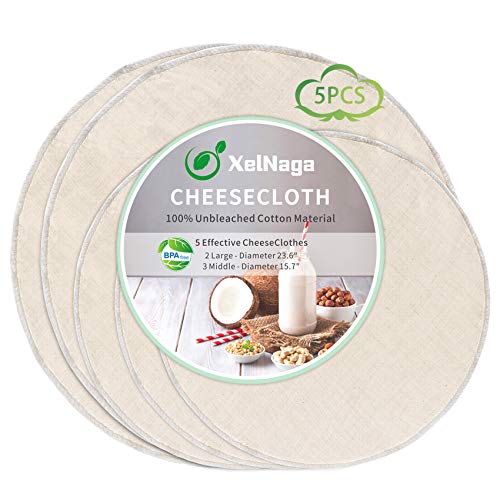 5PCS
XelNaga
CHEESECLOTH
100% Unbleached Cotton Material
5 Effective CheeseClothes
BPA free
2 Large - Diameter 23.6"
3 Middle - Diameter 15.7"